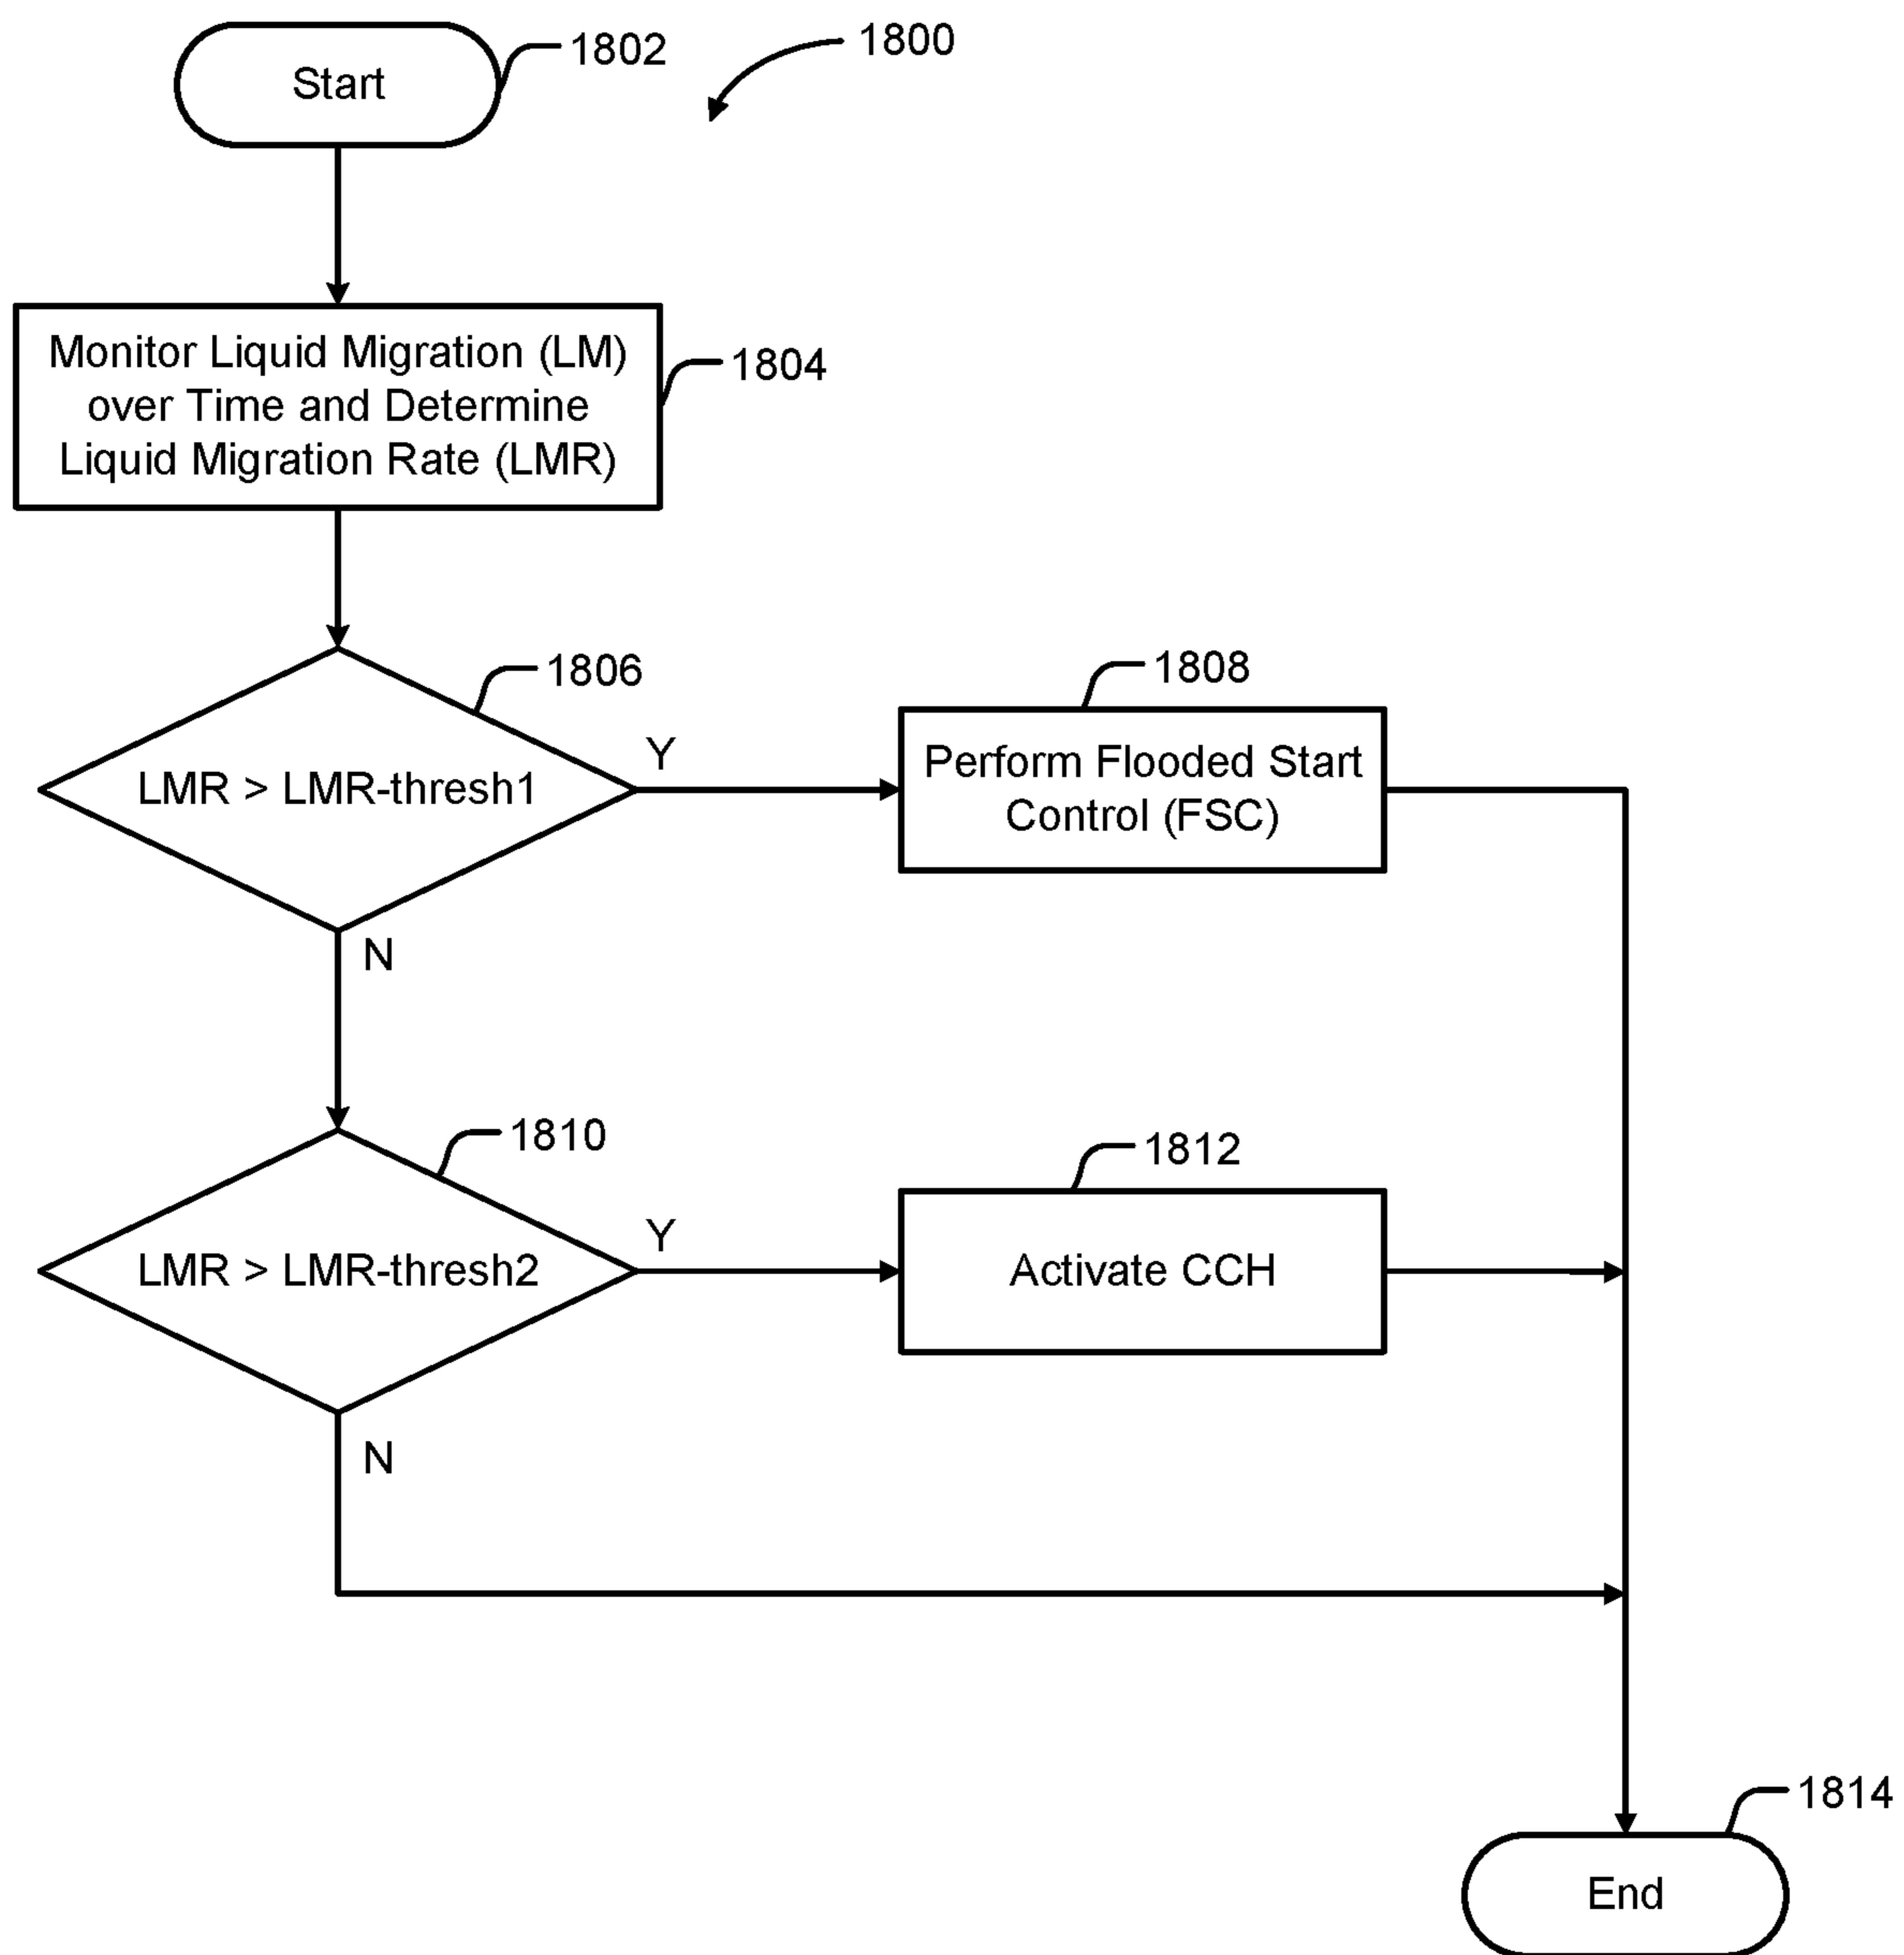 1802
1800
Start
Monitor Liquid Migration (LM)
over Time and Determine
Liquid Migration Rate (LMR)
1804
1806
1808
LMR > LMR-thresh1
Y
Perform Flooded Start
Control (FSC)
N
1810
1812
LMR > LMR-thresh2
Y
Activate CCH
N
1814
End